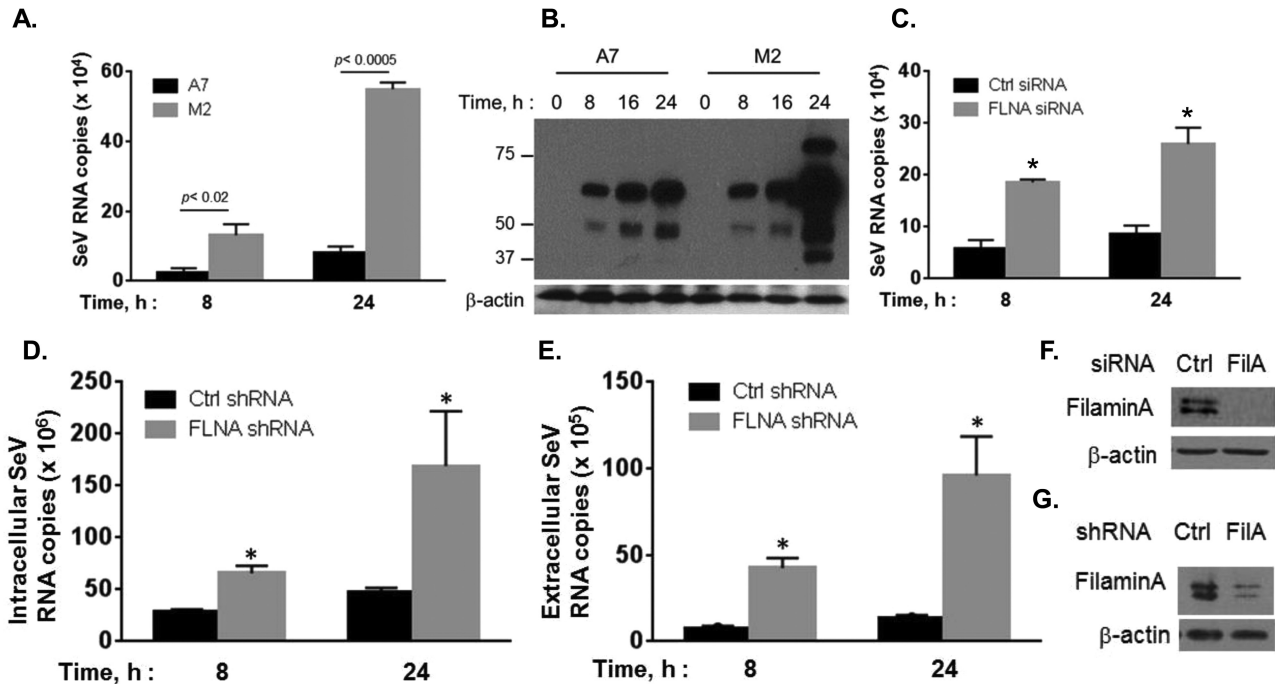 A.
SeV RNA copies (x 10⁴)
60
40
20
0
A7
M2
p< 0.02
p< 0.0005
Time, h : 8 24
B.
A7 M2
Time, h : 0 8 16 24 0 8 16 24
75
50
37
β-actin
C.
SeV RNA copies (x 10⁴)
40
30
20
10
0
Ctrl siRNA
FLNA siRNA
* *
Time, h : 8 24
D.
Intracellular SeV
RNA copies (x 10⁶)
250
200
150
100
50
0
Ctrl shRNA
FLNA shRNA
* *
Time, h : 8 24
E.
Extracellular SeV
RNA copies (x 10⁵)
150
100
50
0
Ctrl shRNA
FLNA shRNA
* *
Time, h : 8 24
F.
siRNA Ctrl FilA
FilaminA
β-actin
G.
shRNA Ctrl FilA
FilaminA
β-actin